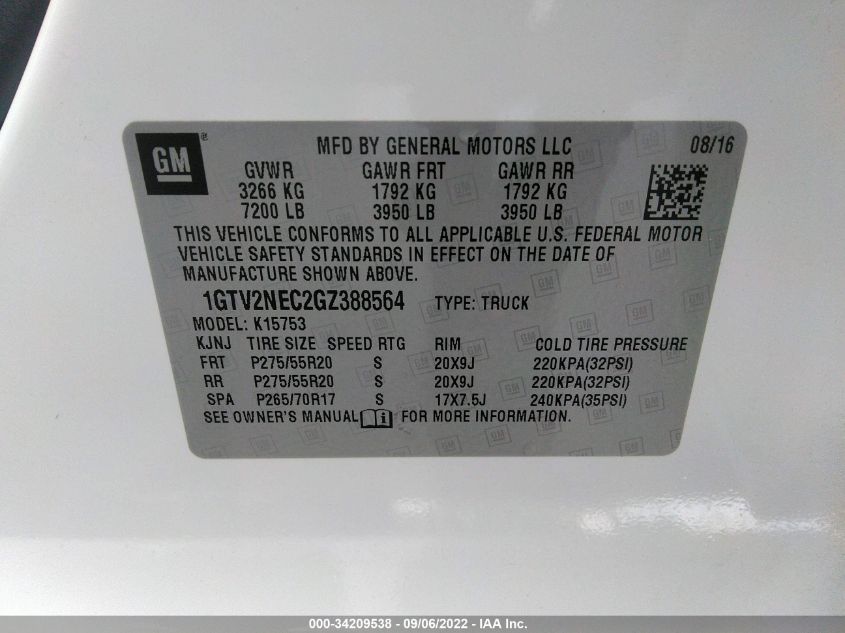 GM ® MFD BY GENERAL MOTORS LLC 08/16
GVWR GAWR FRT GAWR RR
3266 KG 1792 KG 1792 KG
7200 LB 3950 LB 3950 LB
THIS VEHICLE CONFORMS TO ALL APPLICABLE U.S. FEDERAL MOTOR
VEHICLE SAFETY STANDARDS IN EFFECT ON THE DATE OF
MANUFACTURE SHOWN ABOVE.
1GTV2NEC2GZ388564 TYPE: TRUCK
MODEL: K15753
KJNJ TIRE SIZE SPEED RTG RIM COLD TIRE PRESSURE
FRT P275/55R20 S 20X9J 220KPA(32PSI)
RR P275/55R20 S 20X9J 220KPA(32PSI)
SPA P265/70R17 S 17X7.5J 240KPA(35PSI)
SEE OWNER'S MANUAL i FOR MORE INFORMATION.
000-34209538 - 09/06/2022 - IAA Inc.